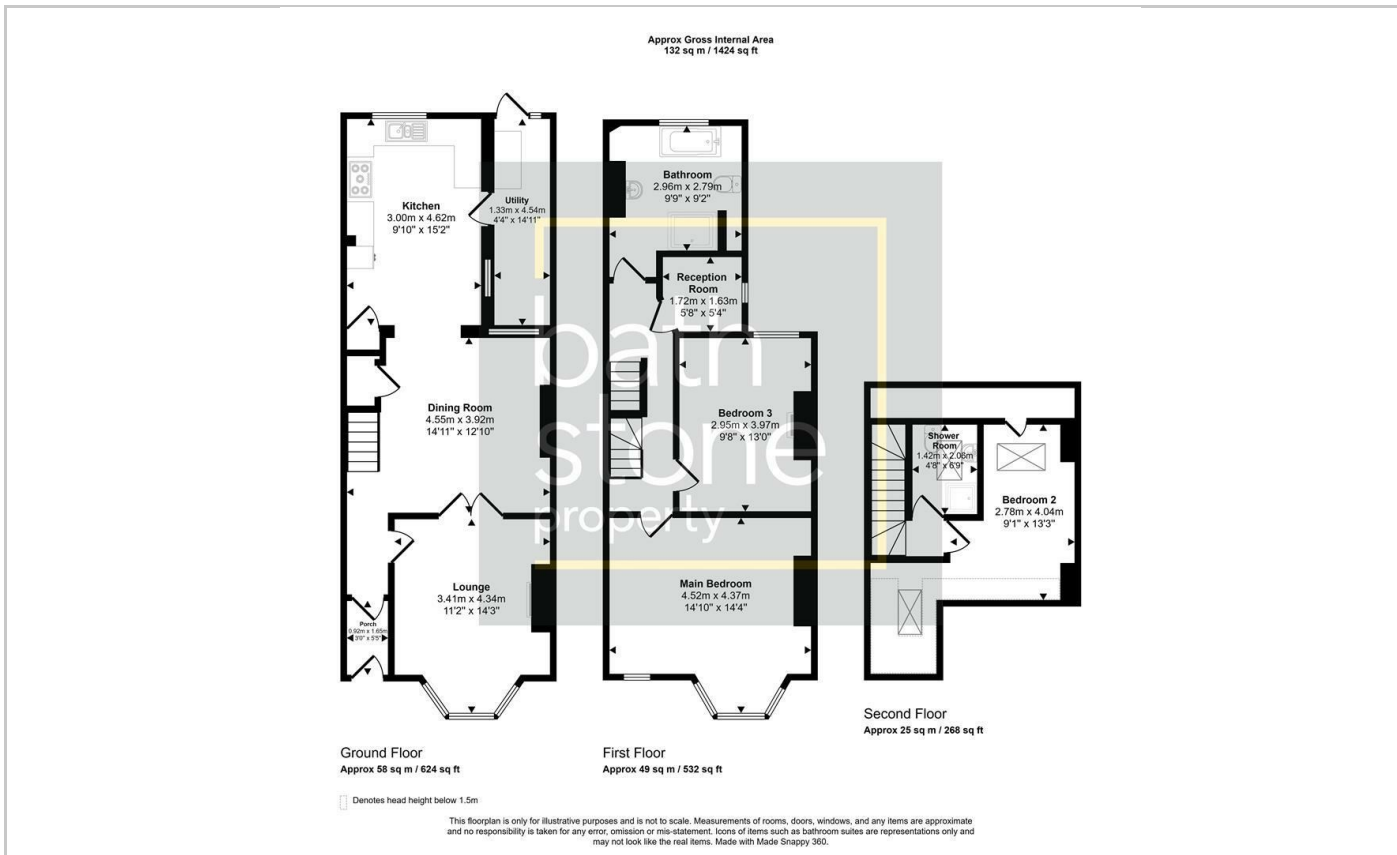 Approx Gross Internal Area
132 sq m / 1424 sq ft
Kitchen
3.00m x 4.62m
9'10" x 15'2"
Utility
1.33m x 4.54m
4'4" x 14'11"
Dining Room
4.55m x 3.92m
14'11" x 12'10"
Lounge
3.41m x 4.34m
11'2" x 14'3"
Porch
0.92m x 1.65m
3'0" x 5'5"
Ground Floor
Approx 58 sq m / 624 sq ft
Bathroom
2.96m x 2.79m
9'9" x 9'2"
Reception
Room
1.72m x 1.63m
5'8" x 5'4"
Bedroom 3
2.95m x 3.97m
9'8" x 13'0"
Main Bedroom
4.52m x 4.37m
14'10" x 14'4"
First Floor
Approx 49 sq m / 532 sq ft
Shower
Room
1.42m x 2.06m
4'8" x 6'9"
Bedroom 2
2.78m x 4.04m
9'1" x 13'3"
Second Floor
Approx 25 sq m / 268 sq ft
bath
stone
property
Denotes head height below 1.5m
This floorplan is only for illustrative purposes and is not to scale. Measurements of rooms, doors, windows, and any items are approximate
and no responsibility is taken for any error, omission or mis-statement. Icons of items such as bathroom suites are representations only and
may not look like the real items. Made with Made Snappy 360.